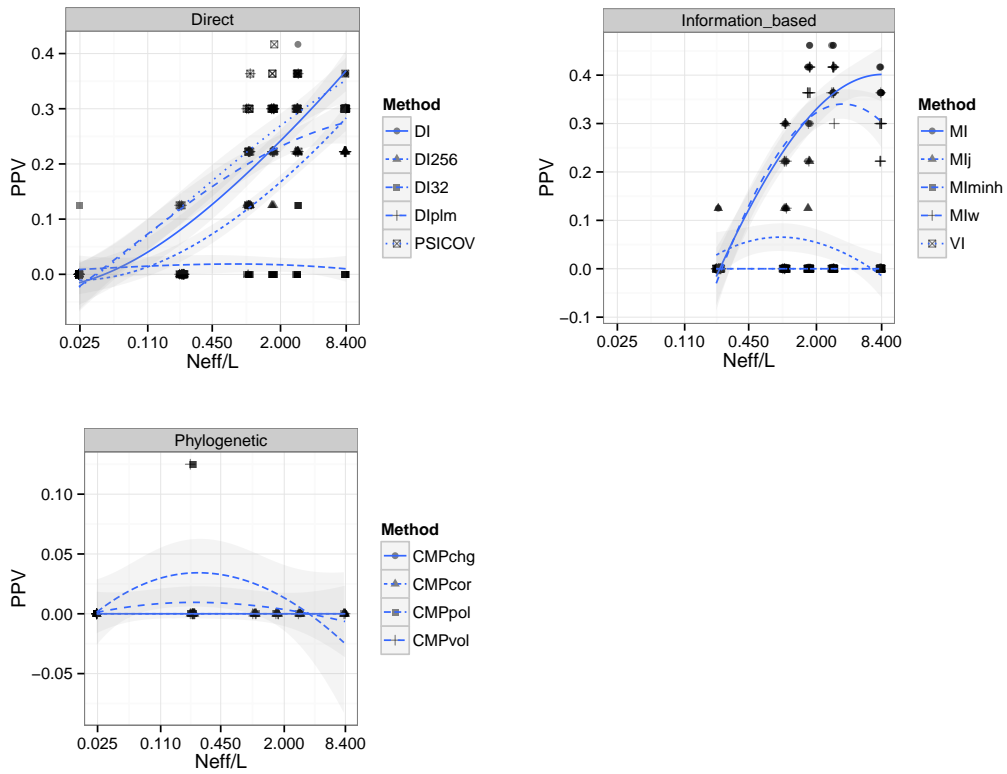 Direct
0.4
0.3
0.2
0.1
0.0
PPV
0.025
0.110
0.450
2.000
8.400
Neff/L
Method
DI
DI256
DI32
DIplm
PSICOV
Information_based
0.4
0.3
0.2
0.1
0.0
−0.1
PPV
0.025
0.450
2.000
8.400
Neff/L
Method
MI
MIj
MIminh
MIw
VI
Phylogenetic
0.10
0.05
0.00
−0.05
PPV
0.025
0.110
0.450
2.000
8.400
Neff/L
Method
CMPchg
CMPcor
CMPpol
CMPvol